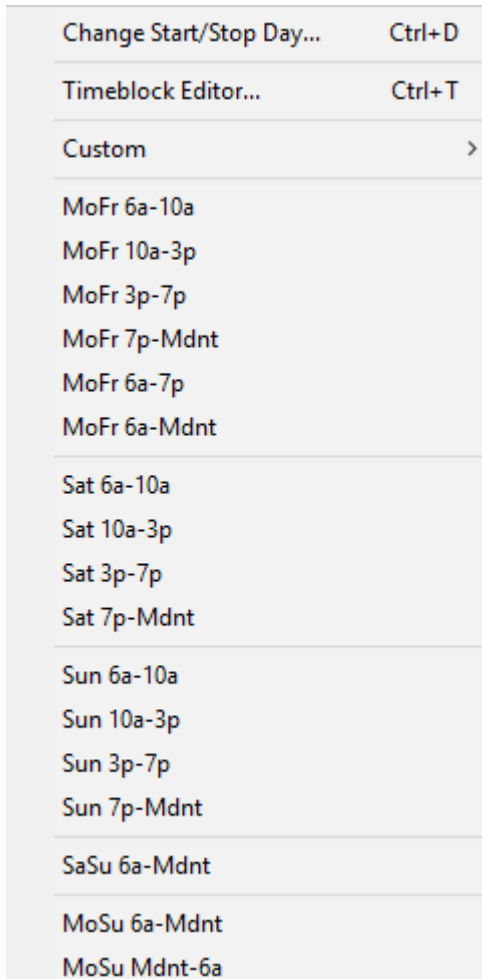 Change Start/Stop Day... Ctrl+D
Timeblock Editor... Ctrl+T
Custom
MoFr 6a-10a
MoFr 10a-3p
MoFr 3p-7p
MoFr 7p-Mdnt
MoFr 6a-7p
MoFr 6a-Mdnt
Sat 6a-10a
Sat 10a-3p
Sat 3p-7p
Sat 7p-Mdnt
Sun 6a-10a
Sun 10a-3p
Sun 3p-7p
Sun 7p-Mdnt
SaSu 6a-Mdnt
MoSu 6a-Mdnt
MoSu Mdnt-6a